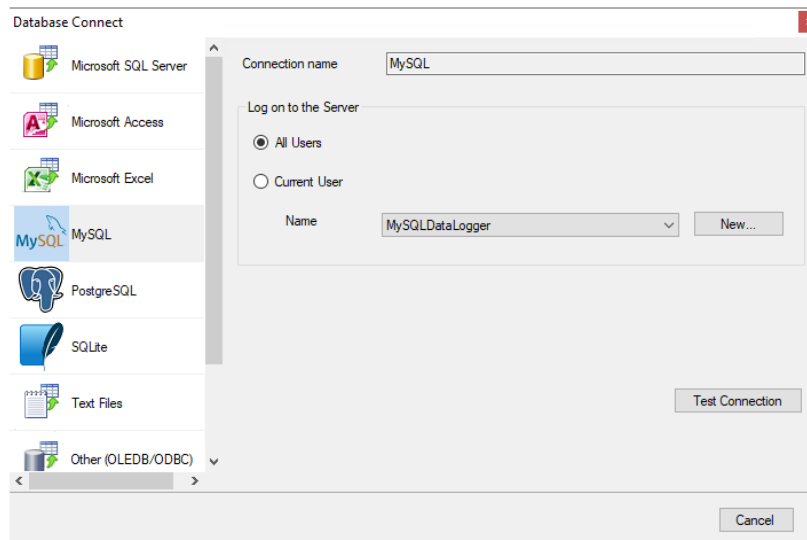 Database Connect
Microsoft SQL Server
Microsoft Access
Microsoft Excel
MySQL MySQL
PostgreSQL
SQLite
Text Files
Other (OLEDB/ODBC)
Connection name MySQL
Log on to the Server
All Users
Current User
Name MySQLDataLogger New...
Test Connection
Cancel